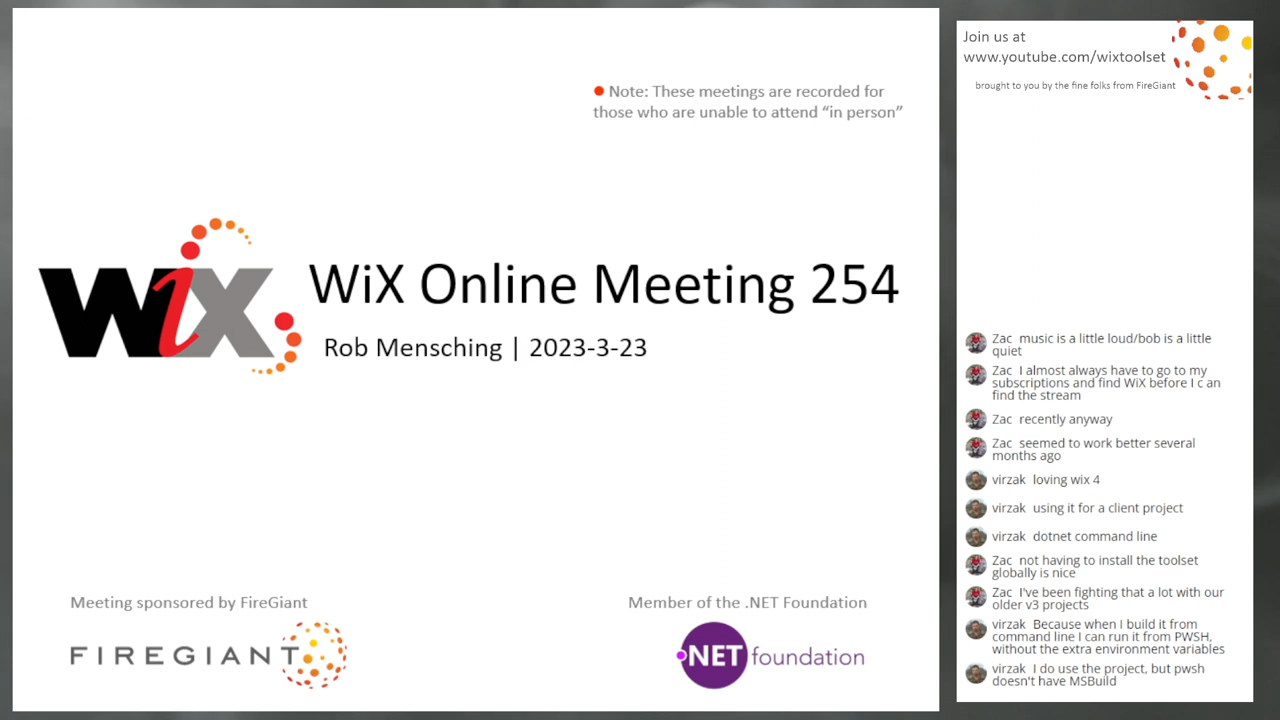 Note: These meetings are recorded for
those who are unable to attend “in person”
WiX
WiX Online Meeting 254
Rob Mensching | 2023-3-23
Meeting sponsored by FireGiant
FIREGIANT
Member of the .NET Foundation
.NET foundation
Join us at
www.youtube.com/wixtoolset
brought to you by the fine folks from FireGiant
Zac music is a little loud/bob is a little
quiet
Zac I almost always have to go to my
subscriptions and find WiX before I c an
find the stream
Zac recently anyway
Zac seemed to work better several
months ago
virzak loving wix 4
virzak using it for a client project
virzak dotnet command line
Zac not having to install the toolset
globally is nice
Zac I've been fighting that a lot with our
older v3 projects
virzak Because when I build it from
command line I can run it from PWSH,
without the extra environment variables
virzak I do use the project, but pwsh
doesn't have MSBuild